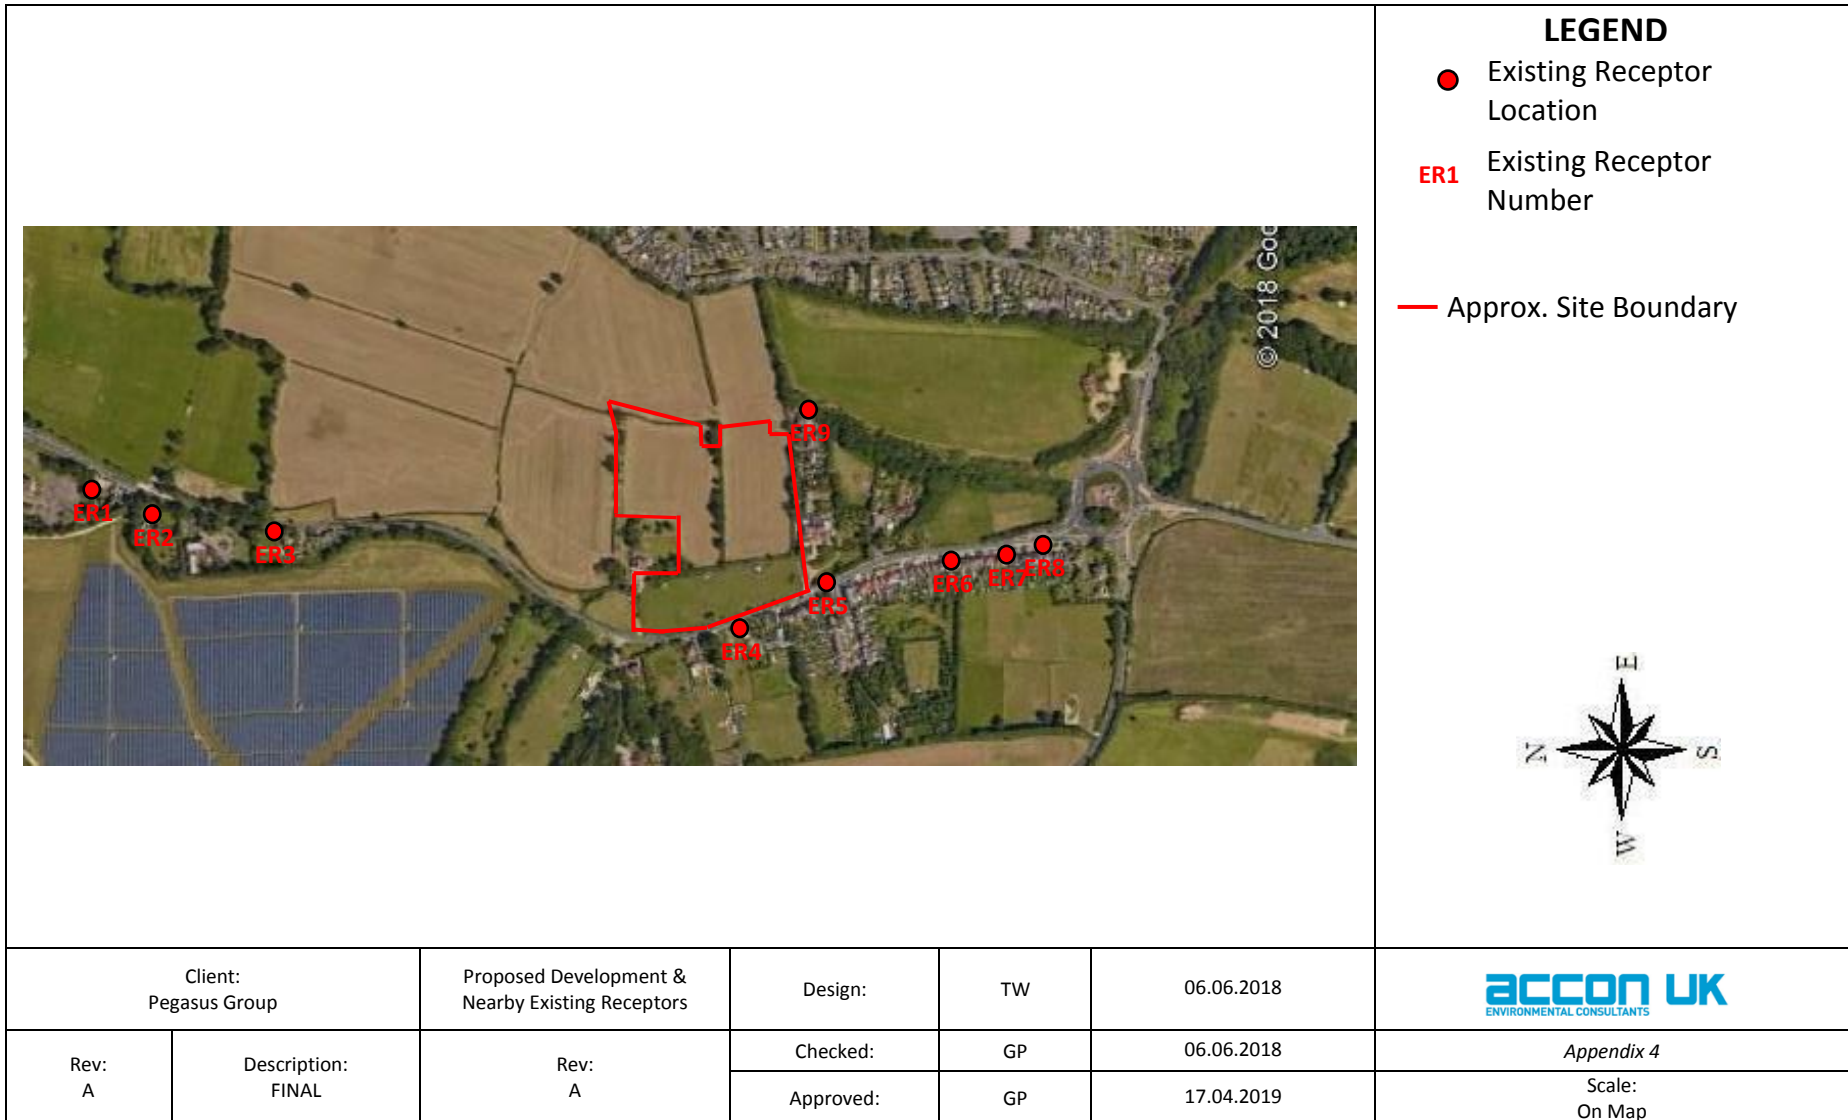 LEGEND
Existing Receptor
Location
ER1
Existing Receptor
Number
Approx. Site Boundary
© 2018 Goo
ER1
ER2
ER3
ER4
ER5
ER6
ER7
ER8
ER9
E
N
S
W
Client:
Pegasus Group
Proposed Development &
Nearby Existing Receptors
Design:
TW
06.06.2018
accon UK
ENVIRONMENTAL CONSULTANTS
Rev:
A
Description:
FINAL
Rev:
A
Checked:
GP
06.06.2018
Appendix 4
Approved:
GP
17.04.2019
Scale:
On Map